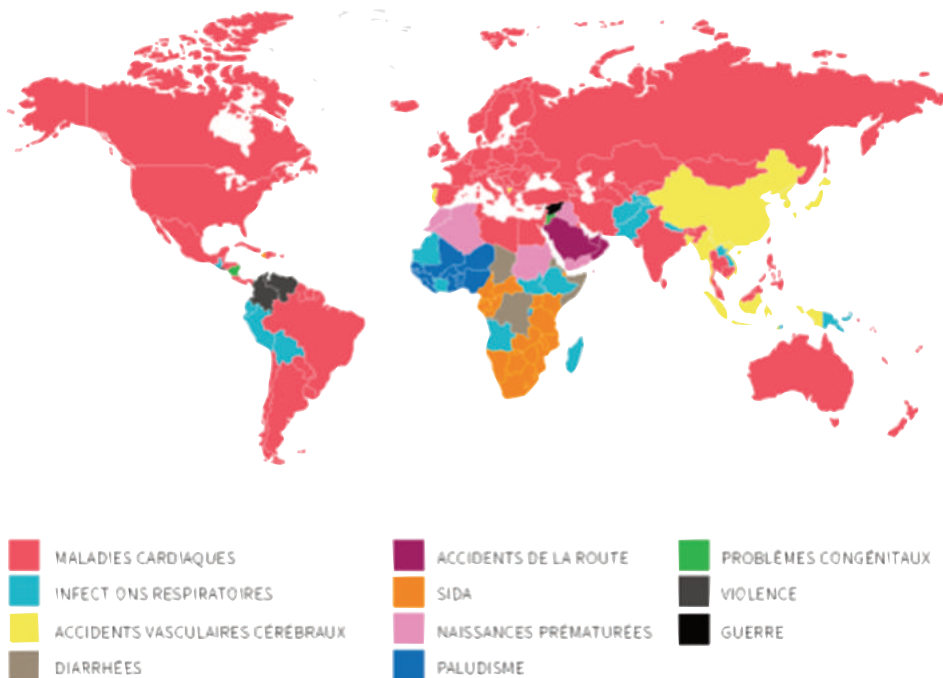 MALADIES CARDIAQUES
INFECT ONS RESPIRATOIRES
ACCIDENTS VASCULAIRES CÉRÉBRAUX
DIARRHÉES
ACCIDENTS DE LA ROUTE
SIDA
NAISSANCES PRÉMATURÉES
PALUDISME
PROBLÈMES CONGÉNITAUX
VIOLENCE
GUERRE